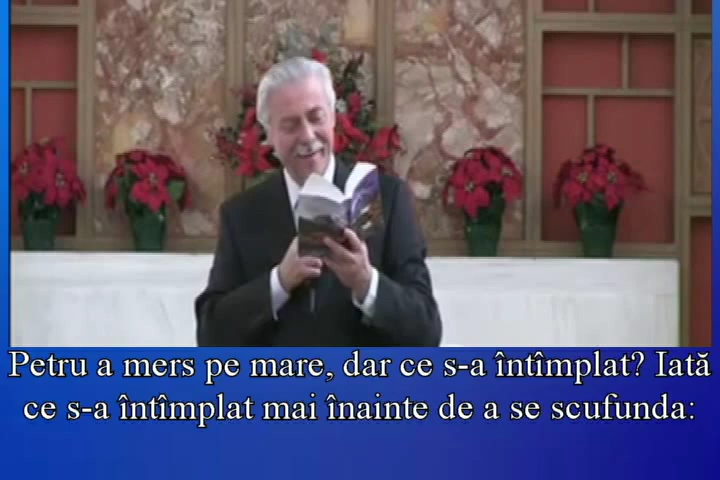 Petru a mers pe mare, dar ce s-a întîmplat? Iată
ce s-a întîmplat mai înainte de a se scufunda: